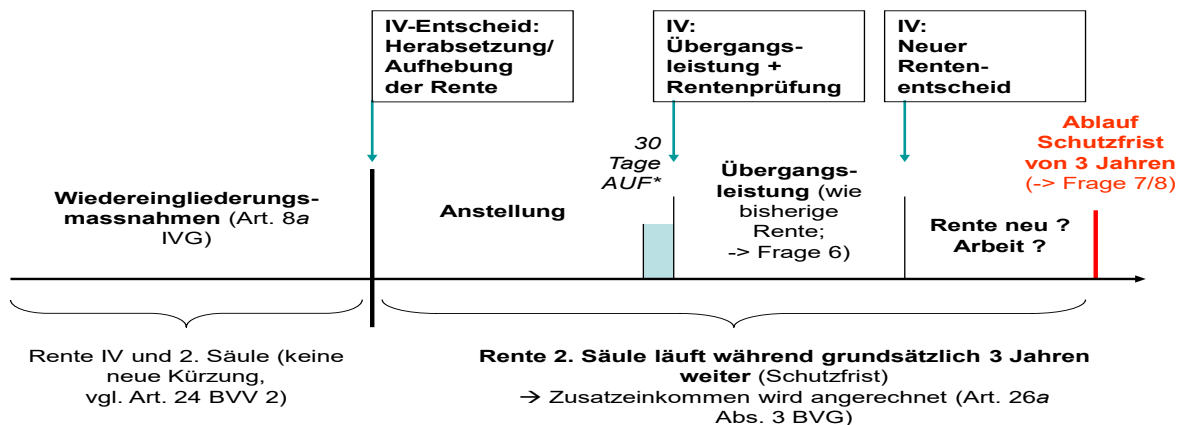 IV-Entscheid:
Herabsetzung/
Aufhebung
der Rente
IV:
Übergangs-
leistung +
Rentenprüfung
IV:
Neuer
Renten-
entscheid
Wiedereingliederungs-
massnahmen (Art. 8a
IVG)
Anstellung
30
Tage
AUF*
Übergangs-
leistung (wie
bisherige
Rente;
-> Frage 6)
Rente neu ?
Arbeit ?
Ablauf
Schutzfrist
von 3 Jahren
(-> Frage 7/8)
Rente IV und 2. Säule (keine
neue Kürzung,
vgl. Art. 24 BVV 2)
Rente 2. Säule läuft während grundsätzlich 3 Jahren
weiter (Schutzfrist)
→ Zusatzeinkommen wird angerechnet (Art. 26a
Abs. 3 BVG)